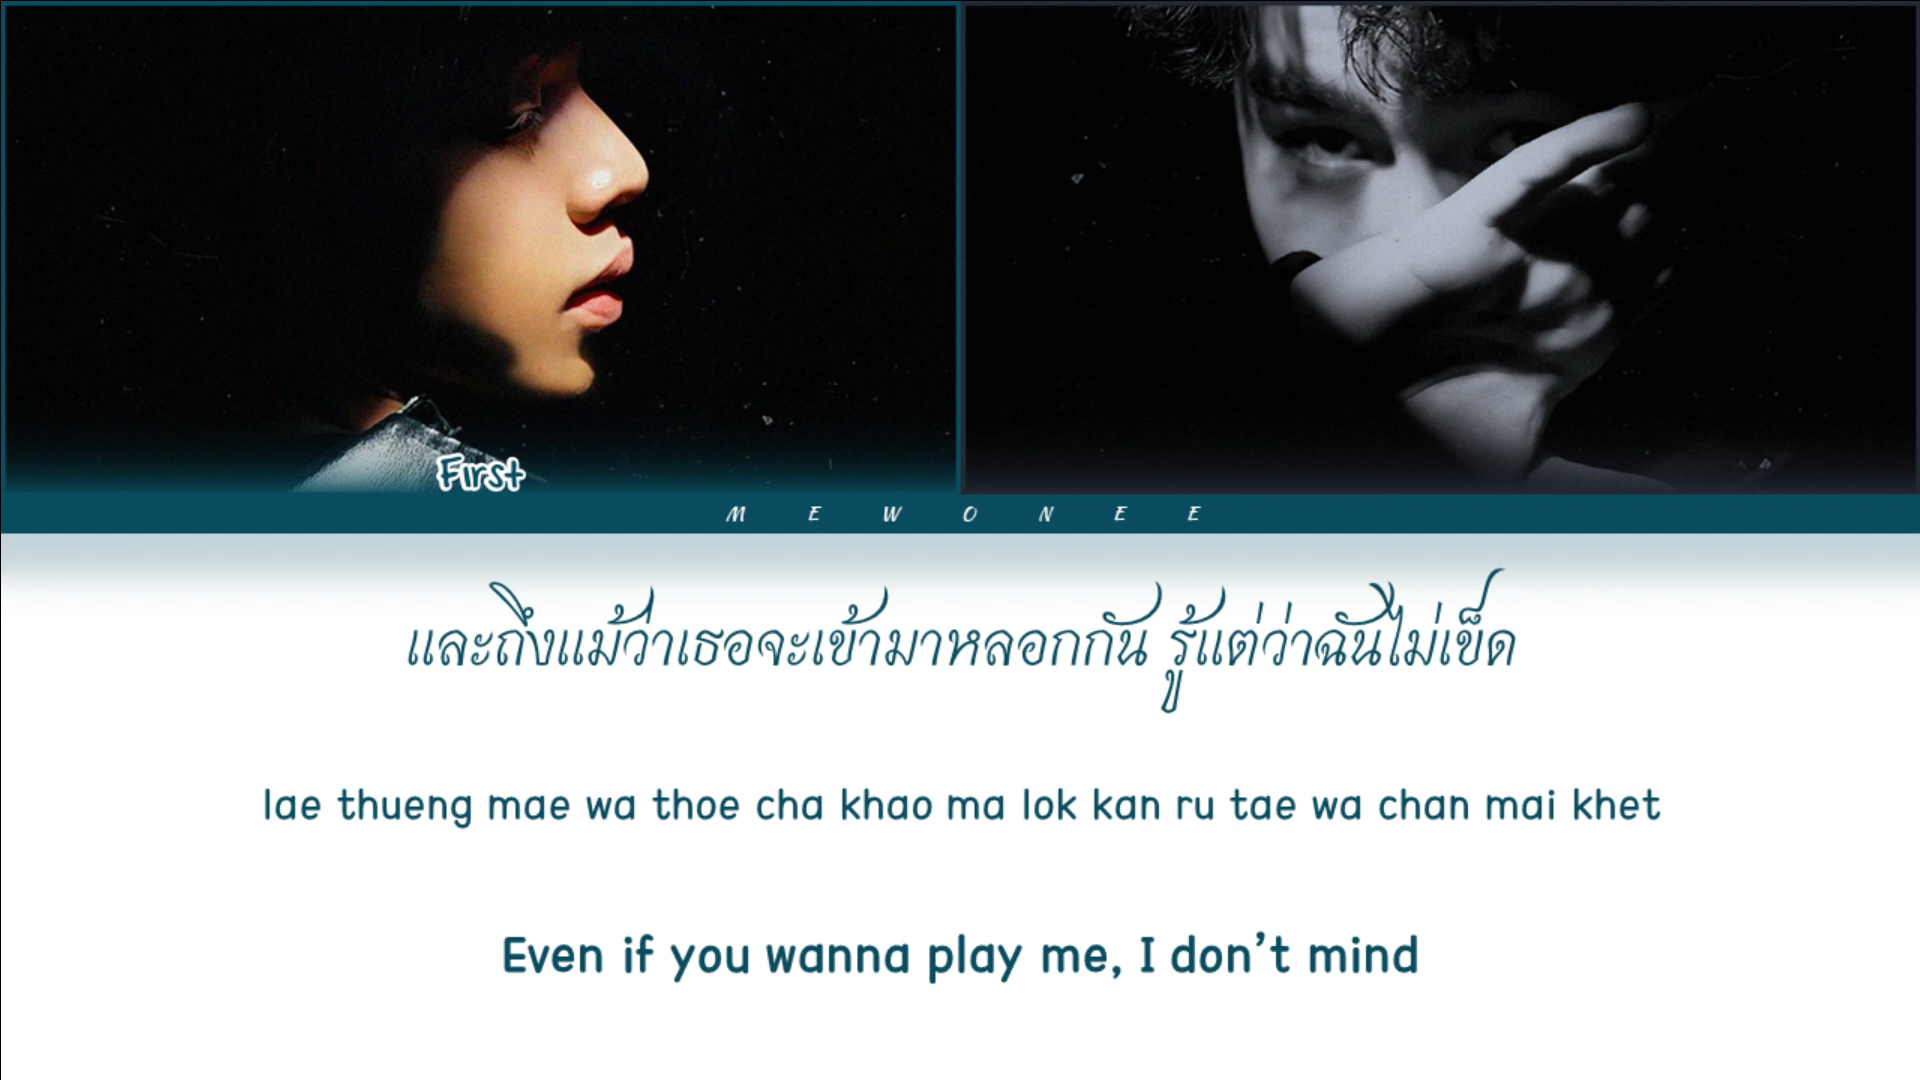 First
M E W O N E E
และถึงแม้ว่าเธอจะเข้ามาหลอกกัน รู้แต่ว่าฉันไม่เข็ด
lae thueng mae wa thoe cha khao ma lok kan ru tae wa chan mai khet
Even if you wanna play me, I don’t mind